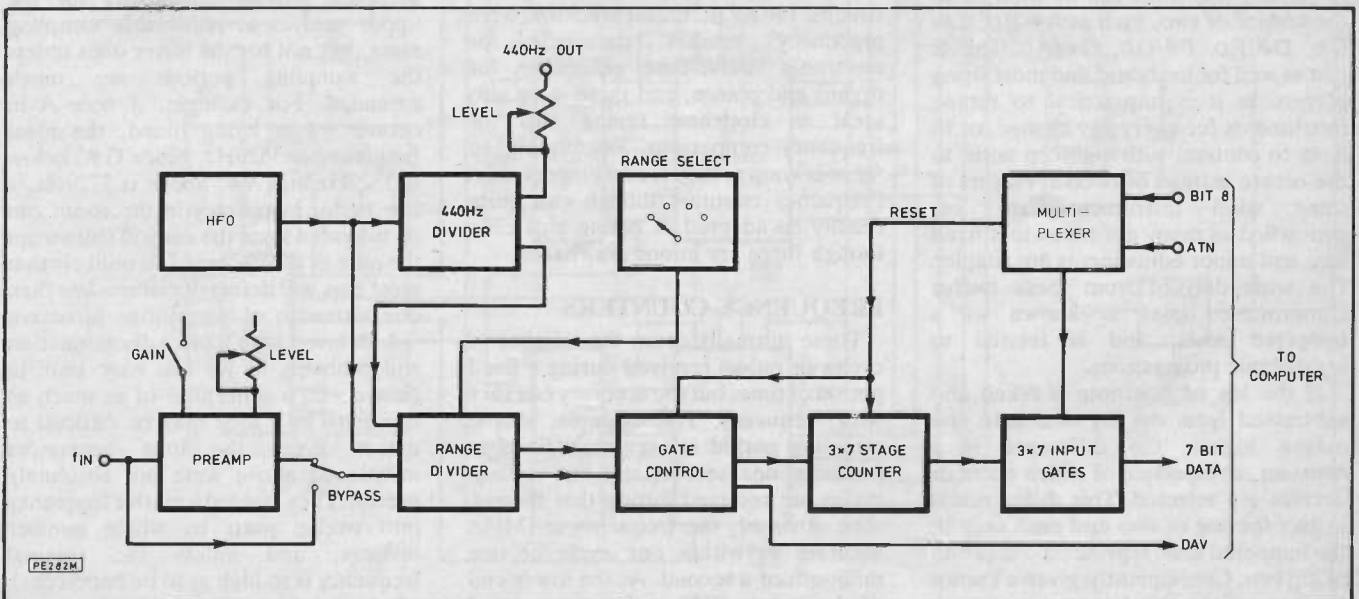 440Hz OUT
LEVEL
RANGE SELECT
HFO
440Hz
DIVIDER
RESET
MULTI-
PLEXER
BIT 8
ATN
GAIN
LEVEL
TO
COMPUTER
fIN
PREAMP
BYPASS
RANGE
DIVIDER
GATE
CONTROL
3×7 STAGE
COUNTER
3×7 INPUT
GATES
7 BIT
DATA
DAV
PE282M